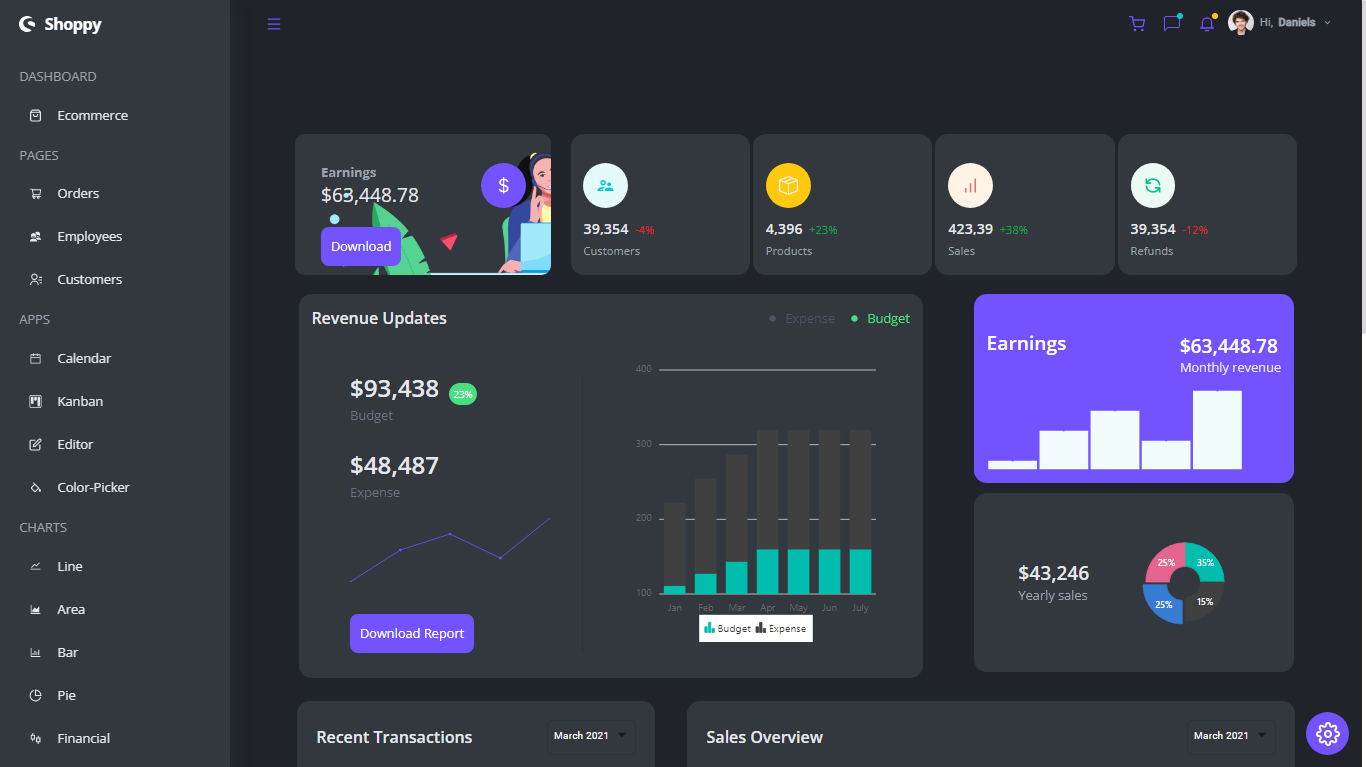 Shoppy
Hi, Daniels
DASHBOARD
Ecommerce
PAGES
Orders
Employees
Customers
APPS
Calendar
Kanban
Editor
Color-Picker
CHARTS
Line
Area
Bar
Pie
Financial
Earnings
$63,448.78
$
Download
39,354 -4%
Customers
4,396 +23%
Products
423,39 +38%
Sales
39,354 -12%
Refunds
Revenue Updates
Expense
Budget
$93,438 23%
Budget
$48,487
Expense
Download Report
400
300
200
100
Jan Feb Mar Apr May Jun July
Budget Expense
Earnings
$63,448.78
Monthly revenue
$43,246
Yearly sales
25% 35%
25% 15%
Recent Transactions
March 2021
Sales Overview
March 2021